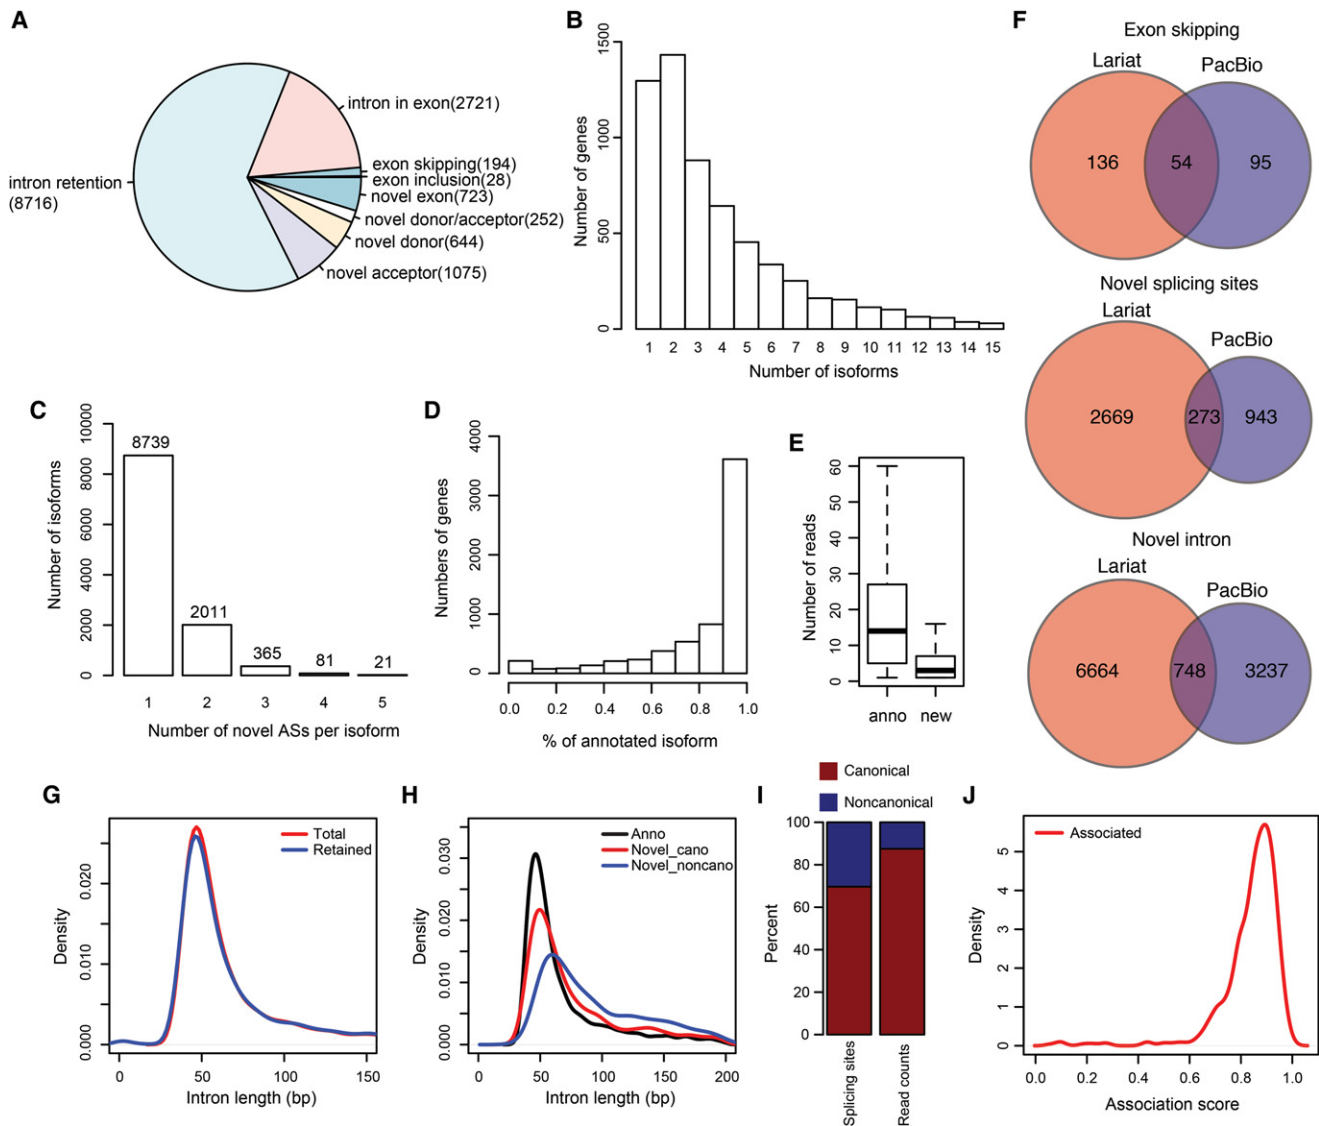 A
intron in exon(2721)
exon skipping(194)
exon inclusion(28)
novel exon(723)
novel donor/acceptor(252)
novel donor(644)
novel acceptor(1075)
intron retention
(8716)
B
Number of genes
0
500
1000
1500
1 2 3 4 5 6 7 8 9 10 11 12 13 14 15
Number of isoforms
C
Number of isoforms
0
2000
4000
6000
8000
10000
8739
2011
365
81
21
1 2 3 4 5
Number of novel ASs per isoform
D
Numbers of genes
0
1000
2000
3000
4000
0.0 0.2 0.4 0.6 0.8 1.0
% of annotated isoform
E
Number of reads
0
10
20
30
40
50
60
anno new
F
Exon skipping
Lariat
PacBio
136 54 95
Novel splicing sites
Lariat
PacBio
2669 273 943
Novel intron
Lariat
PacBio
6664 748 3237
G
Total
Retained
Density
0.000
0.010
0.020
0 50 100 150
Intron length (bp)
H
Anno
Novel_cano
Novel_noncano
Density
0.000
0.010
0.020
0.030
0 50 100 150 200
Intron length (bp)
I
Canonical
Noncanonical
Percent
0
20
40
60
80
100
Splicing sites
Read counts
J
Associated
Density
0
1
2
3
4
5
0.0 0.2 0.4 0.6 0.8 1.0
Association score